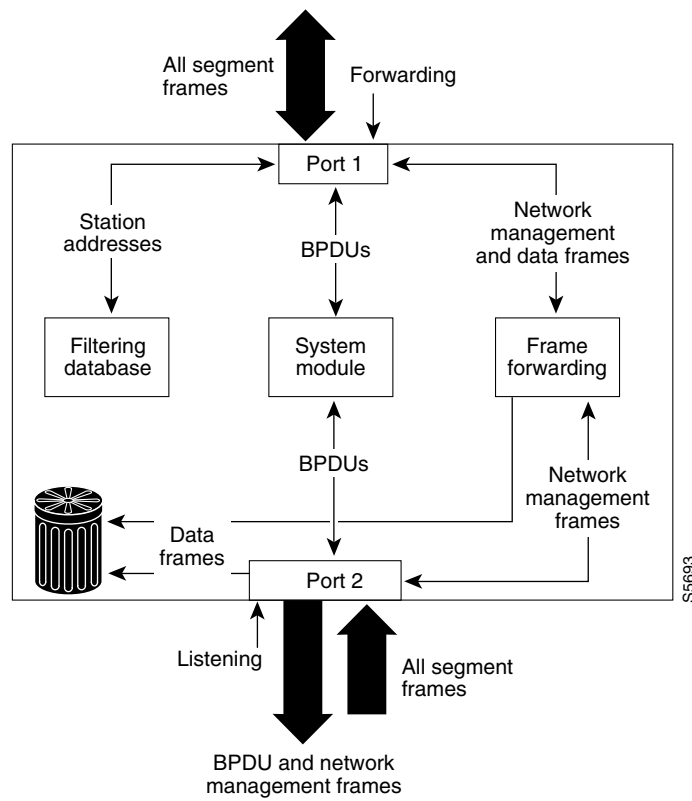 All segment
frames
Forwarding
Port 1
Station
addresses
BPDUs
Network
management
and data frames
Filtering
database
System
module
Frame
forwarding
BPDUs
Network
management
frames
Data
frames
Port 2
S5693
Listening
All segment
frames
BPDU and network
management frames